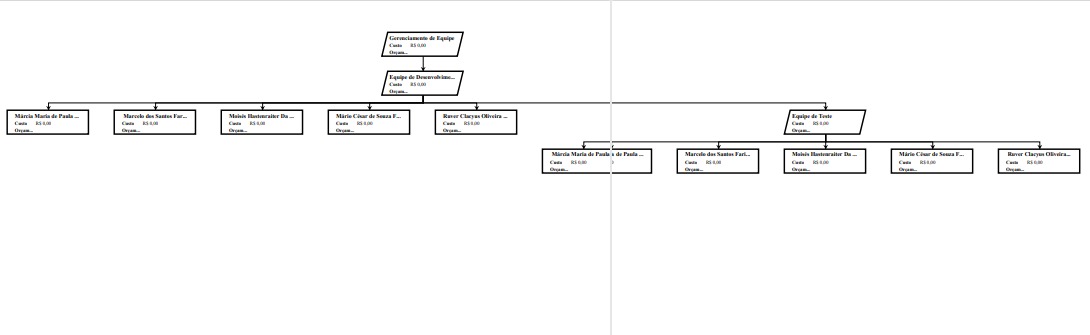 Gerenciamento de Equipe
Custo R$ 0,00
Orçam...
Equipe de Desenvolvime...
Custo R$ 0,00
Orçam...
Márcia Maria de Paula ...
Custo R$ 0,00
Orçam...
Marcelo dos Santos Far...
Custo R$ 0,00
Orçam...
Moisés Hastenraiter Da ...
Custo R$ 0,00
Orçam...
Mário César de Souza F...
Custo R$ 0,00
Orçam...
Ruver Clacyus Oliveira ...
Custo R$ 0,00
Orçam...
Equipe de Teste
Custo R$ 0,00
Orçam...
Márcia Maria de Paula s de Paula ...
Custo R$ 0,00 R$ 0,00
Orçam...
Marcelo dos Santos Fari...
Custo R$ 0,00
Orçam...
Moisés Hastenraiter Da ...
Custo R$ 0,00
Orçam...
Mário César de Souza F...
Custo R$ 0,00
Orçam...
Ruver Clacyus Oliveira...
Custo R$ 0,00
Orçam...